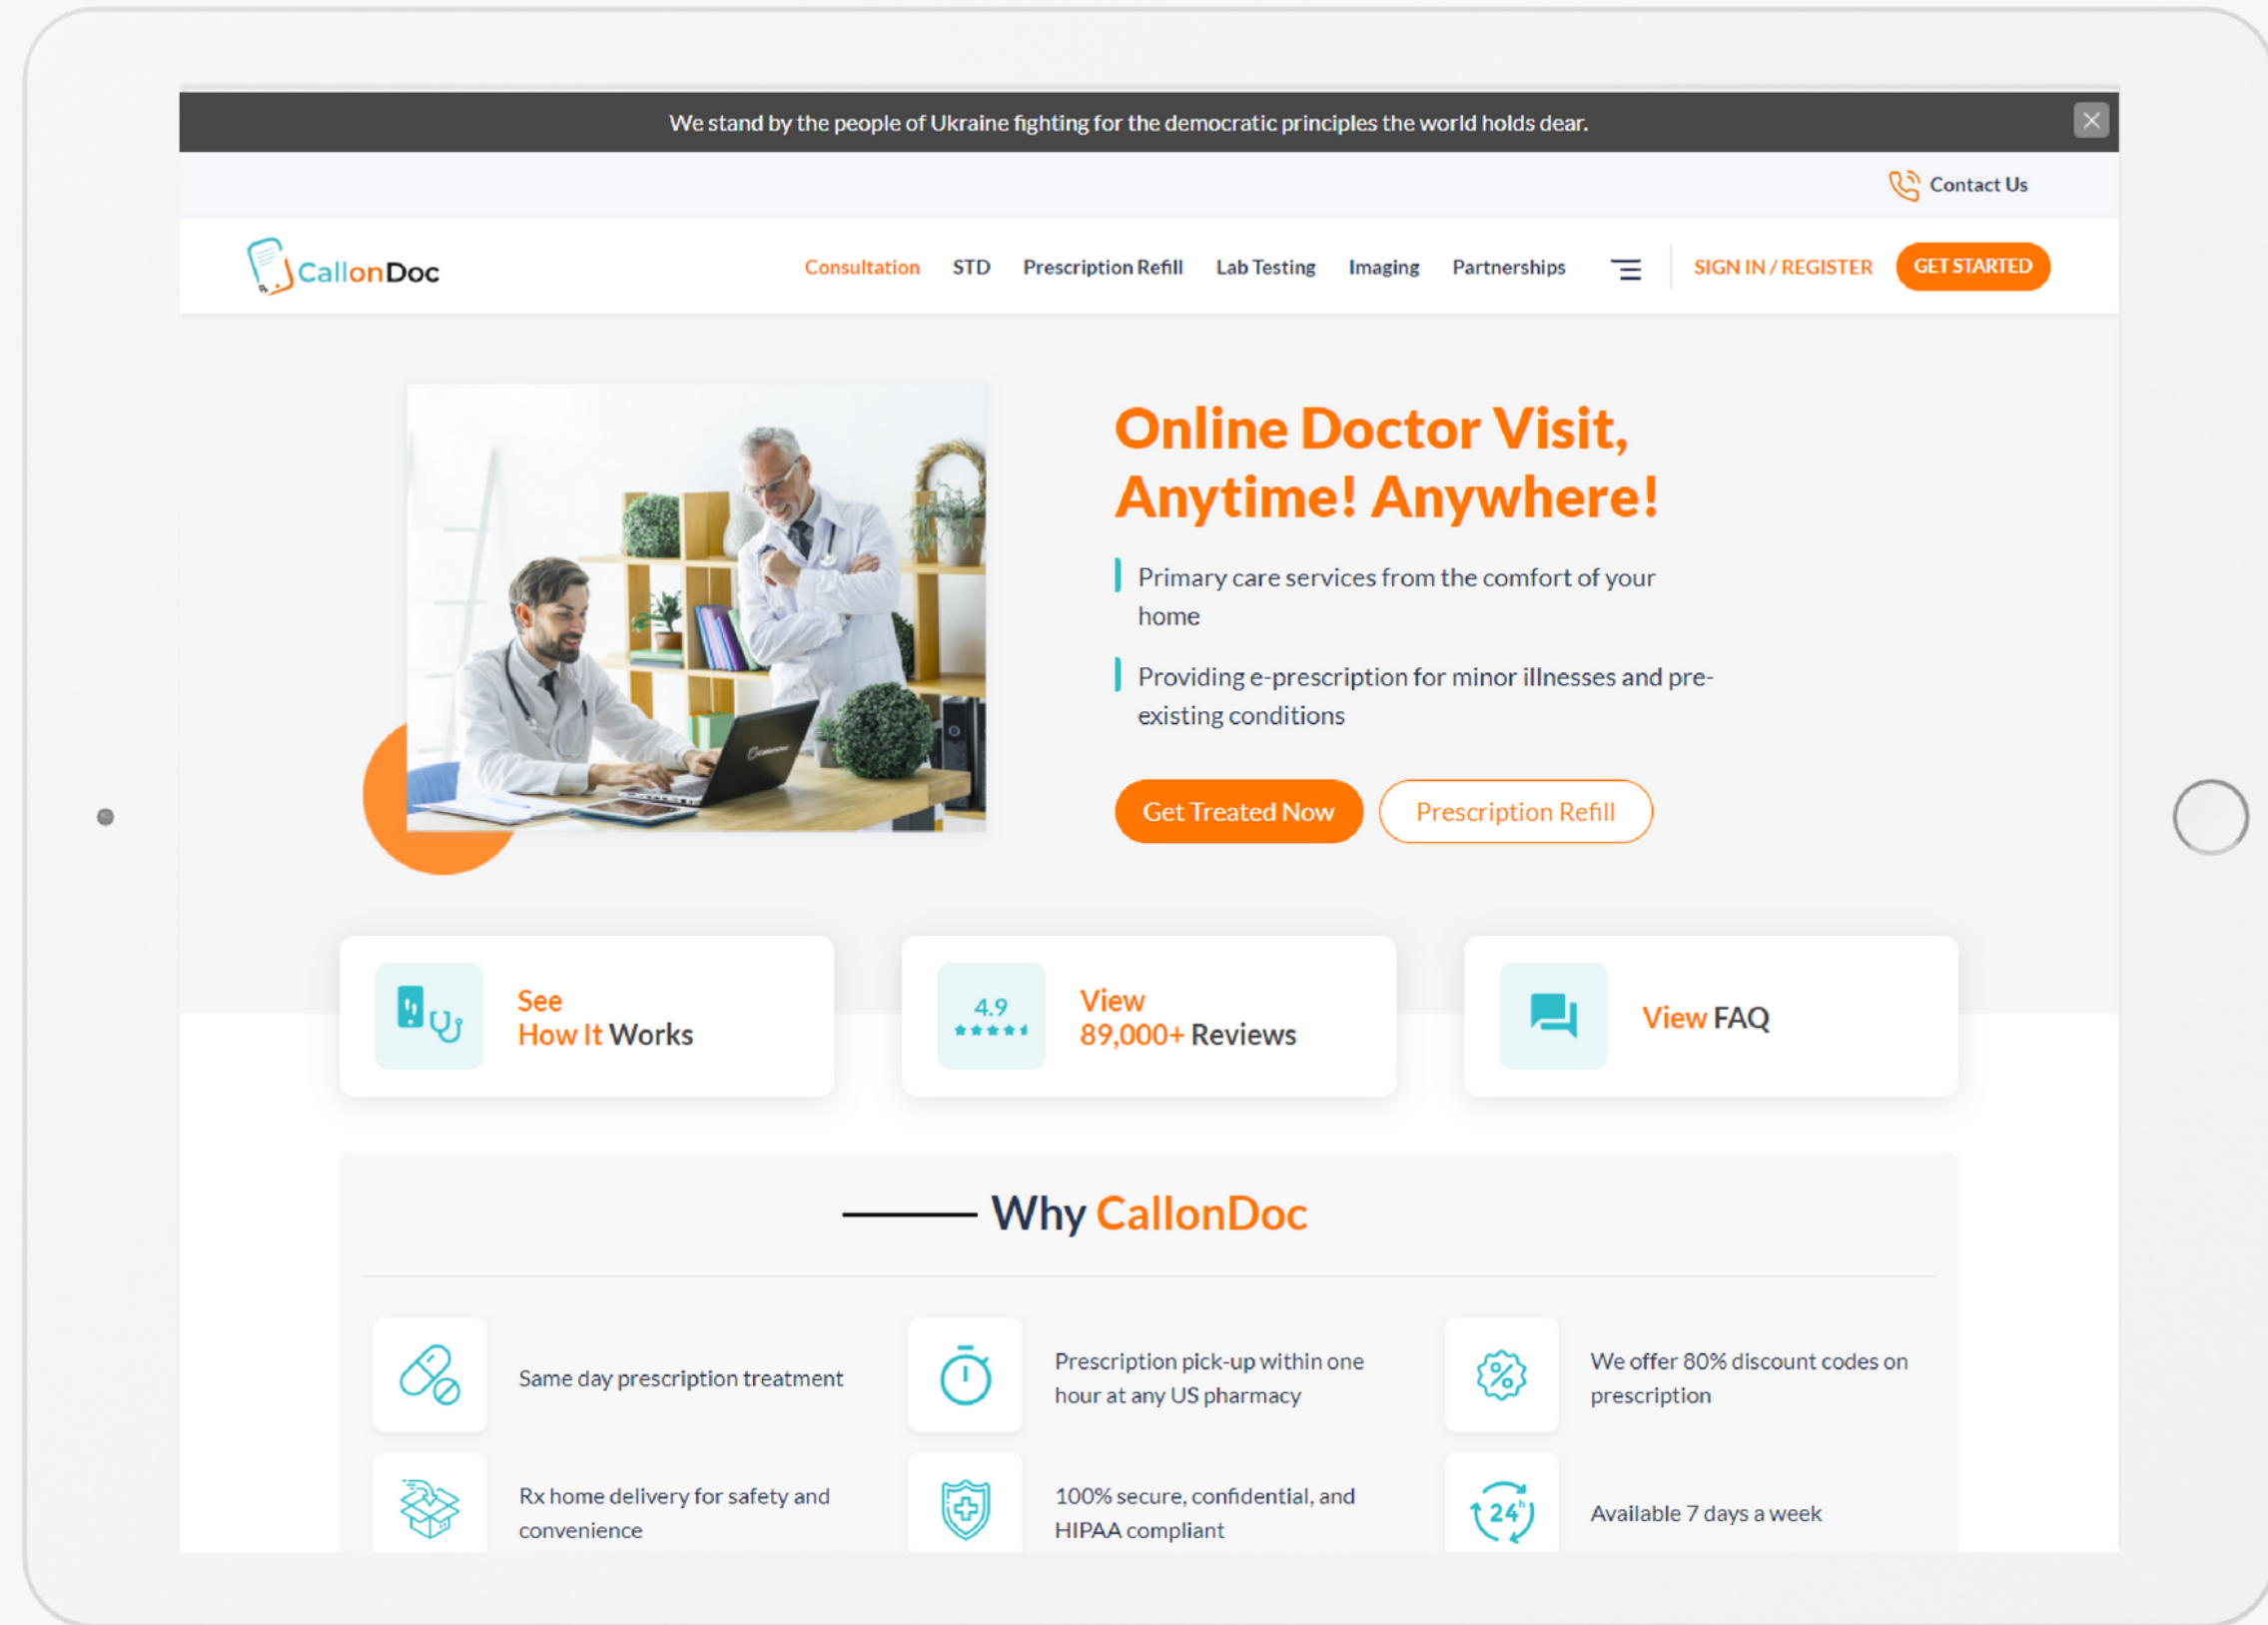 We stand by the people of Ukraine fighting for the democratic principles the world holds dear.
Contact Us
CallonDoc
Consultation STD Prescription Refill Lab Testing Imaging Partnerships SIGN IN / REGISTER GET STARTED
Online Doctor Visit,
Anytime! Anywhere!
Primary care services from the comfort of your
home
Providing e-prescription for minor illnesses and pre-
existing conditions
Get Treated Now Prescription Refill
See
How It Works
4.9
View
89,000+ Reviews
View FAQ
Why CallonDoc
Same day prescription treatment
Prescription pick-up within one
hour at any US pharmacy
We offer 80% discount codes on
prescription
Rx home delivery for safety and
convenience
100% secure, confidential, and
HIPAA compliant
24h
Available 7 days a week